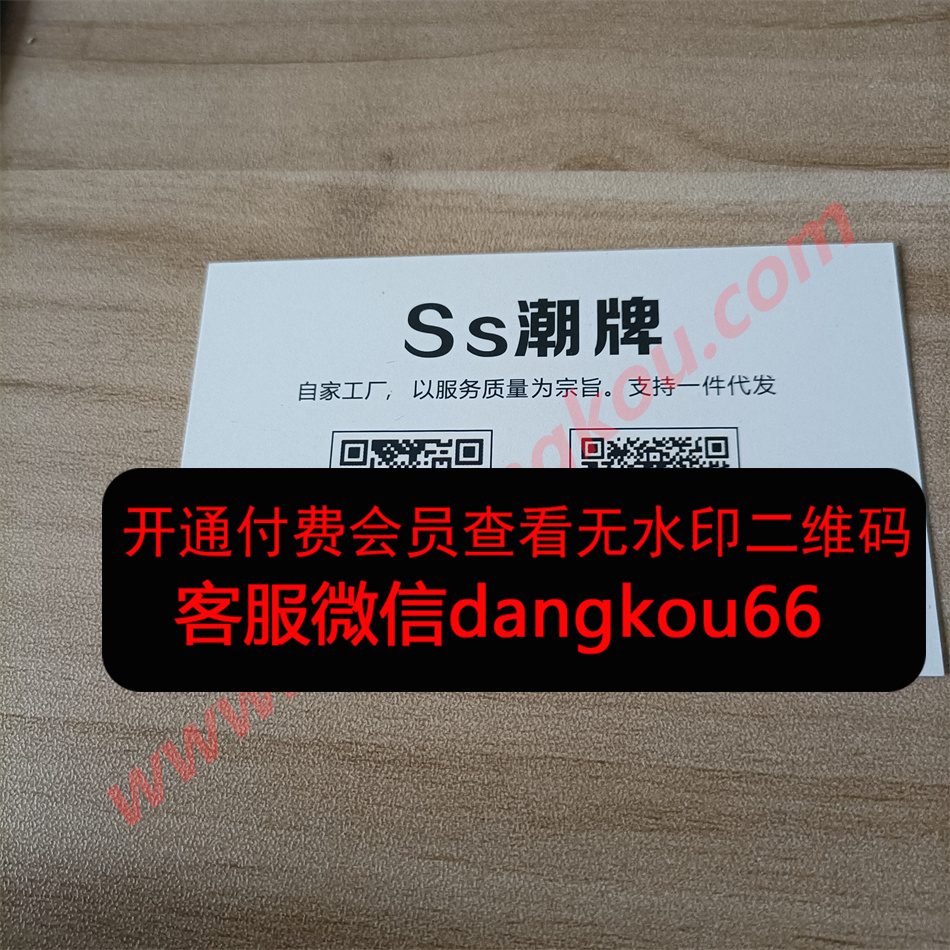 Ss潮牌
自家工厂，以服务质量为宗旨。支持一件代发
开通付费会员查看无水印二维码
客服微信dangkou66